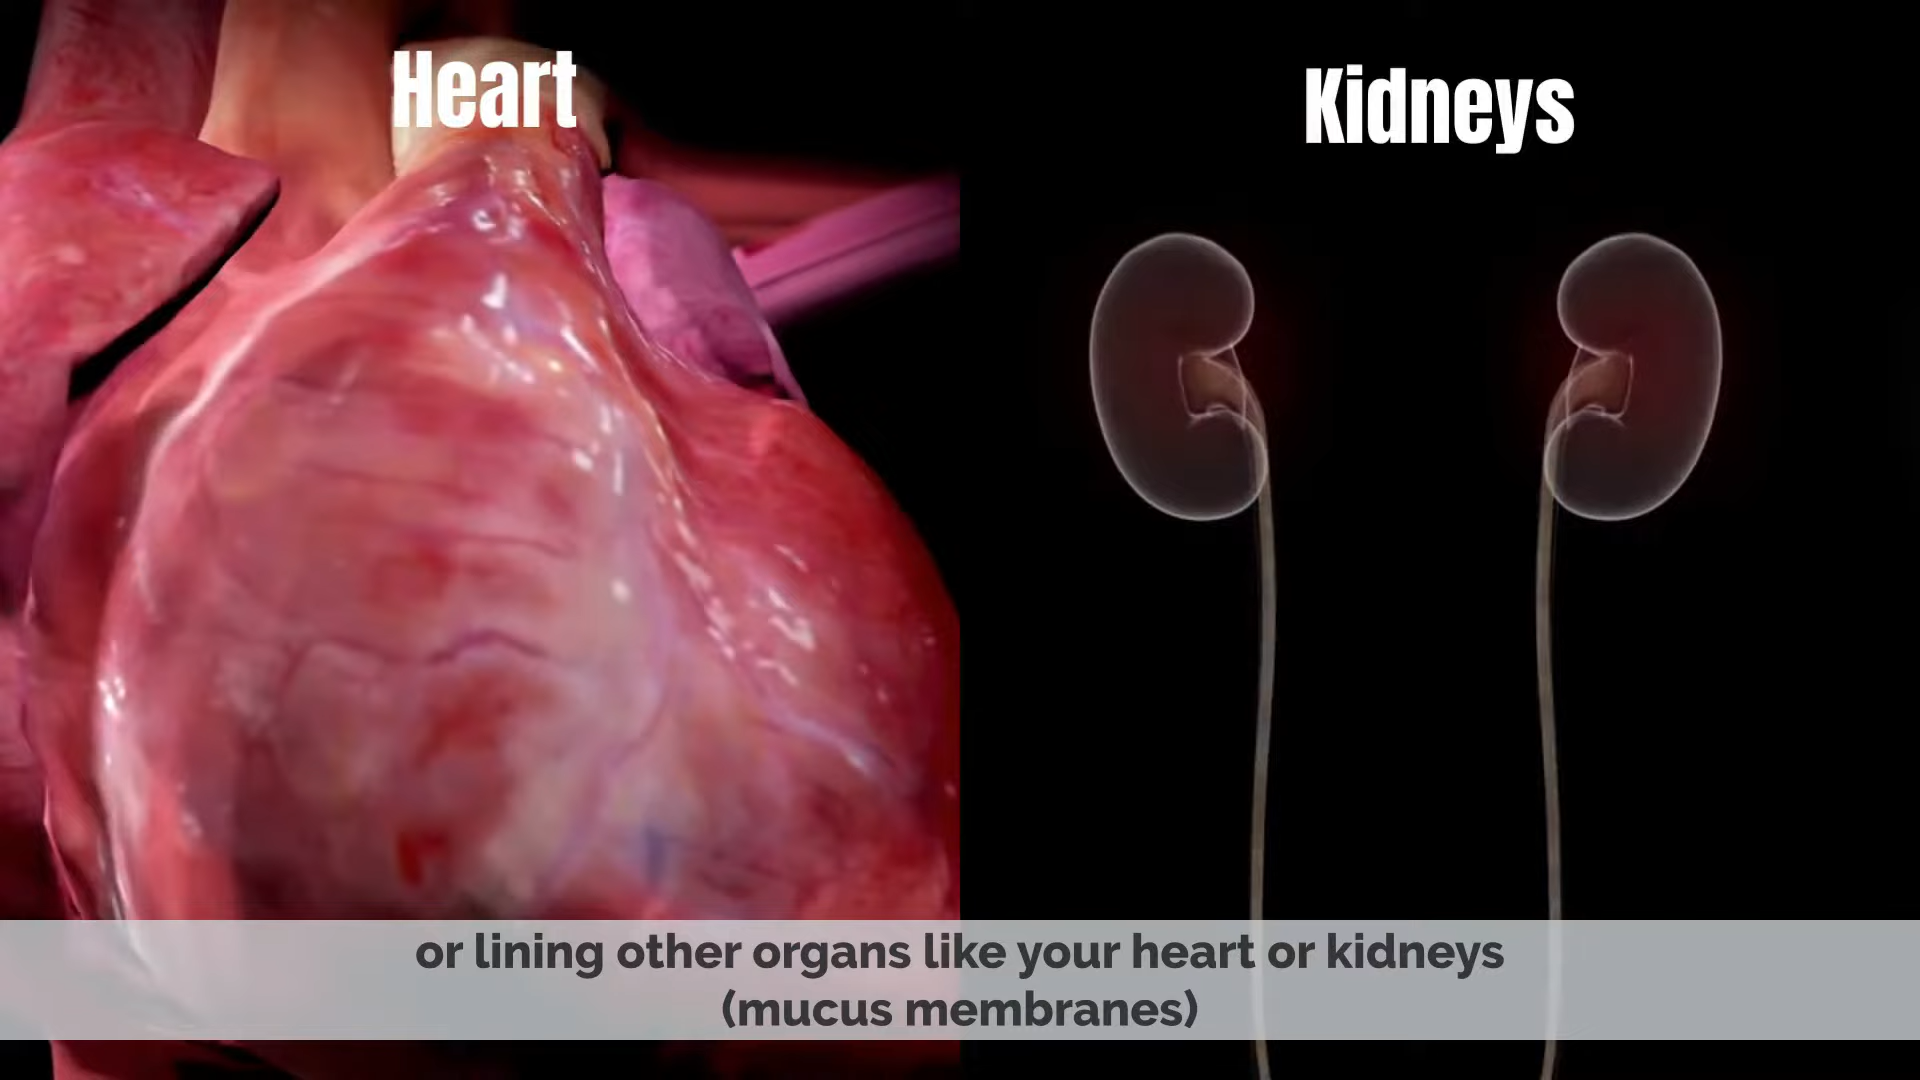 Heart
Kidneys
or lining other organs like your heart or kidneys
(mucus membranes)